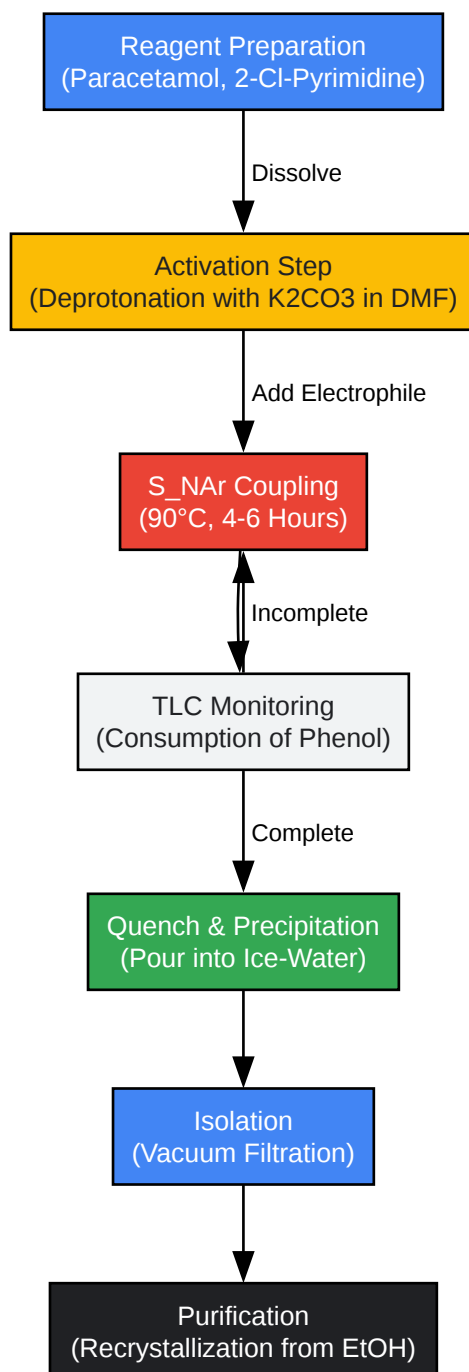 Reagent Preparation
(Paracetamol, 2-Cl-Pyrimidine)
Dissolve
Activation Step
(Deprotonation with K2CO3 in DMF)
Add Electrophile
S_NAr Coupling
(90°C, 4-6 Hours)
Incomplete
TLC Monitoring
(Consumption of Phenol)
Complete
Quench & Precipitation
(Pour into Ice-Water)
Isolation
(Vacuum Filtration)
Purification
(Recrystallization from EtOH)